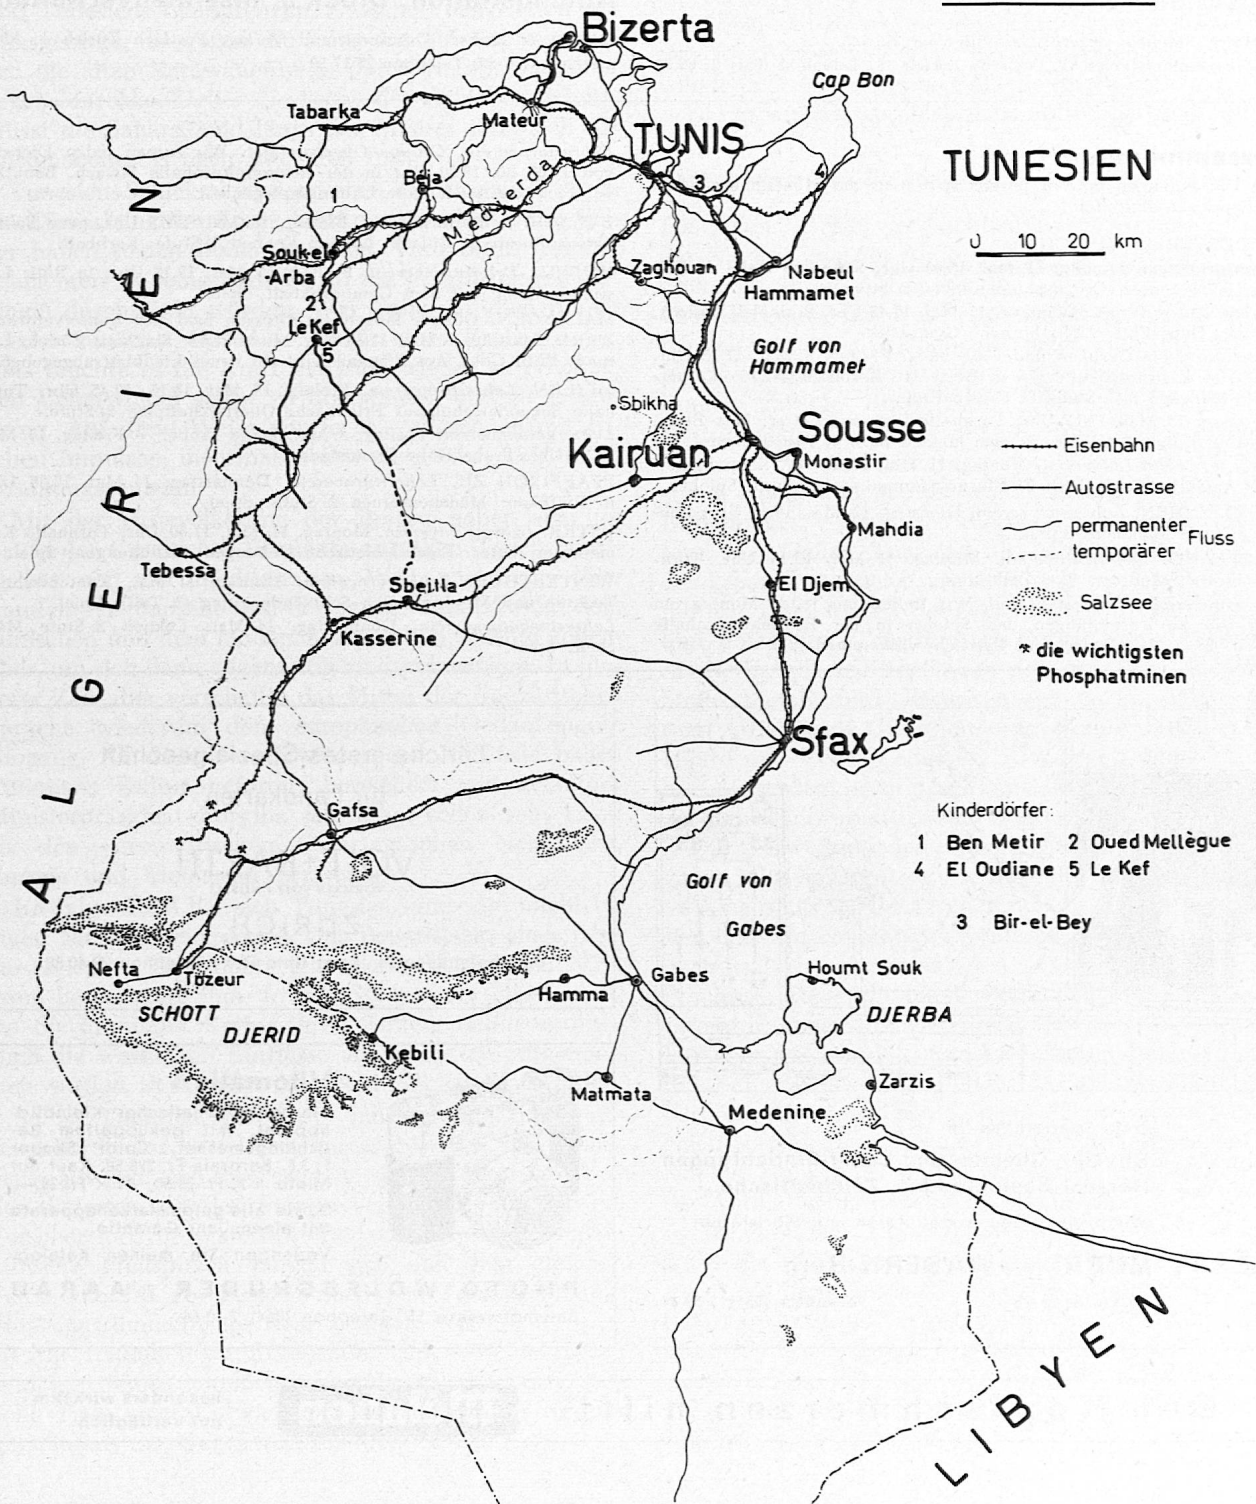 Bizerta
Cap Bon
Tabarka
Mateur
TUNIS
TUNESIEN
Béja
Medjerda
1
3
4
0 10 20 km
Souk el-
-Arba
Zaghouan
Nabeul
Hammamet
2
Le Kef
5
Golf von
Hammamet
Sbikha
Sousse
Kairuan
Monastir
Eisenbahn
Autostrasse
permanenter
temporärer
Fluss
Mahdia
Tebessa
Sbeitla
El Djem
Salzsee
Kasserine
* die wichtigsten
Phosphatminen
Sfax
ALGERIEN
Gafsa
Kinderdörfer:
1 Ben Metir 2 Oued Mellègue
4 El Oudiane 5 Le Kef
3 Bir-el-Bey
Golf von
Gabes
Nefta
Tozeur
Hamma
Gabes
Houmt Souk
SCHOTT
DJERID
DJERBA
Kebili
Matmata
Zarzis
Medenine
LIBYEN